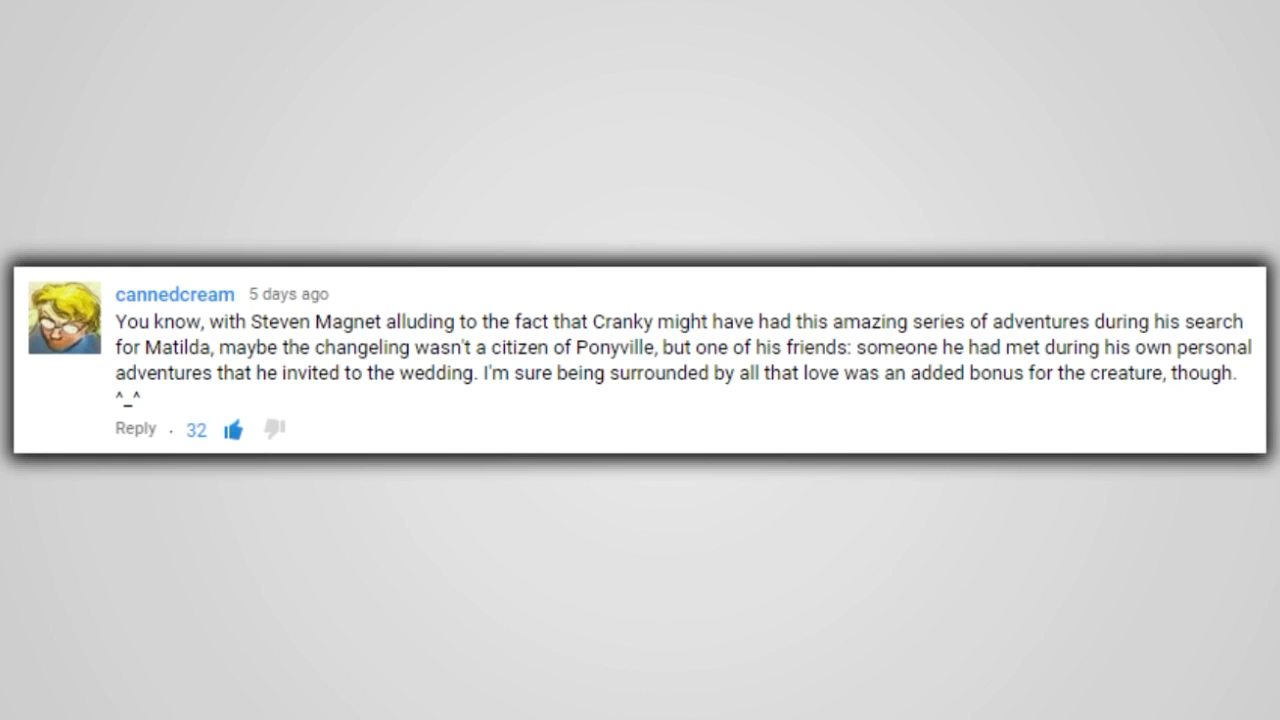 cannedcream 5 days ago
You know, with Steven Magnet alluding to the fact that Cranky might have had this amazing series of adventures during his search
for Matilda, maybe the changeling wasn't a citizen of Ponyville, but one of his friends: someone he had met during his own personal
adventures that he invited to the wedding. I'm sure being surrounded by all that love was an added bonus for the creature, though.
^_^
Reply · 32